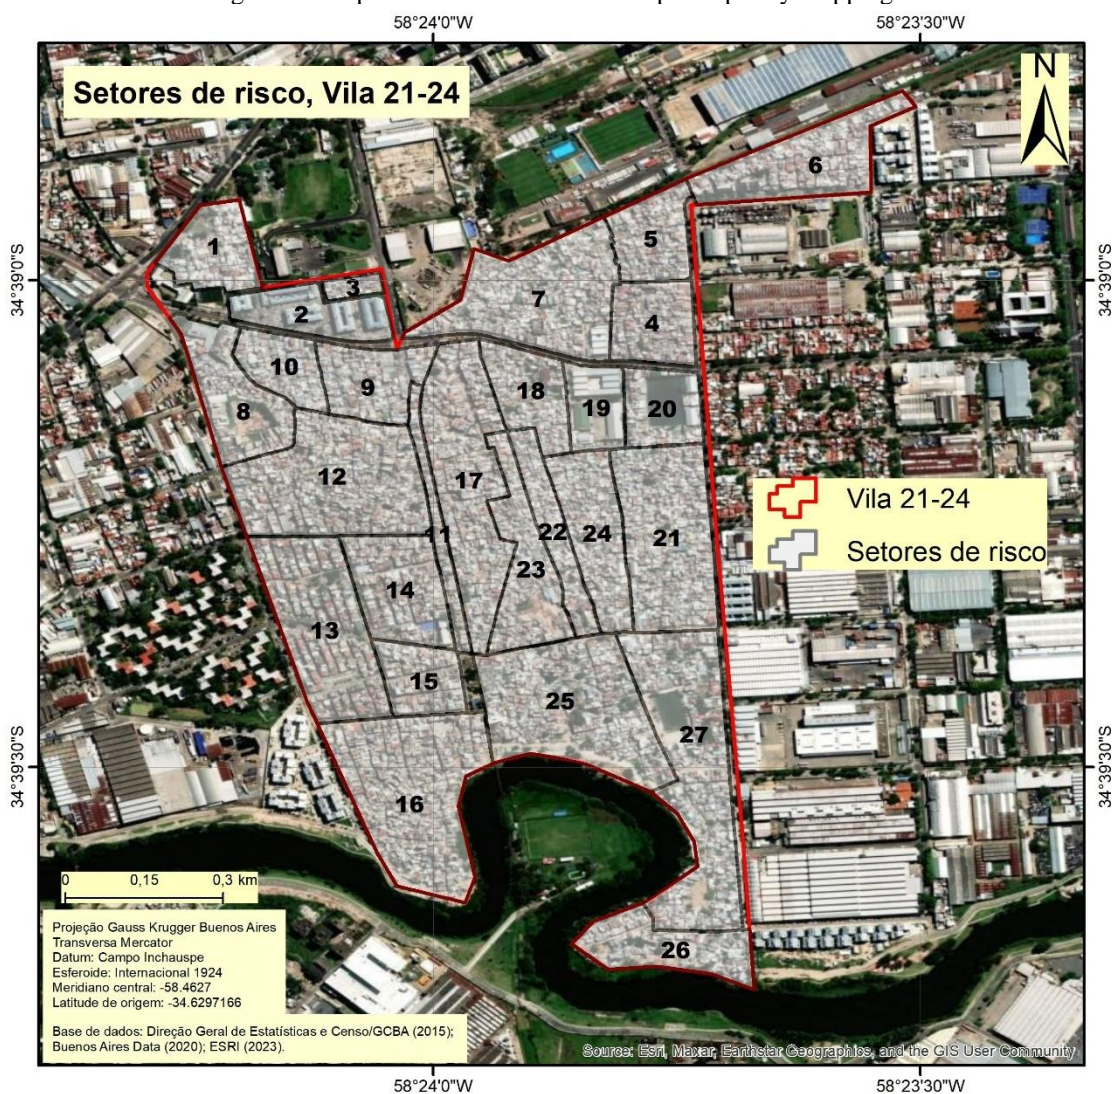 58°24'0"W
58°23'30"W
Setores de risco, Vila 21-24
N
6
1
5
34°39'0"S
34°39'0"S
3
7
2
4
10
9
18
8
19
20
12
17
Vila 21-24
11
22
24
21
Setores de risco
23
14
13
15
25
27
34°39'30"S
34°39'30"S
16
0
0,15
0,3 km
Projeção Gauss Krugger Buenos Aires
Transversa Mercator
Datum: Campo Inchauspe
Esferoide: Internacional 1924
Meridiano central: -58.4627
Latitude de origem: -34.6297166
26
Base de dados: Direção Geral de Estatísticas e Censo/GCBA (2015);
Buenos Aires Data (2020); ESRI (2023).
Source: Esri, Maxar, Earthstar Geographics, and the GIS User Community
58°24'0"W
58°23'30"W